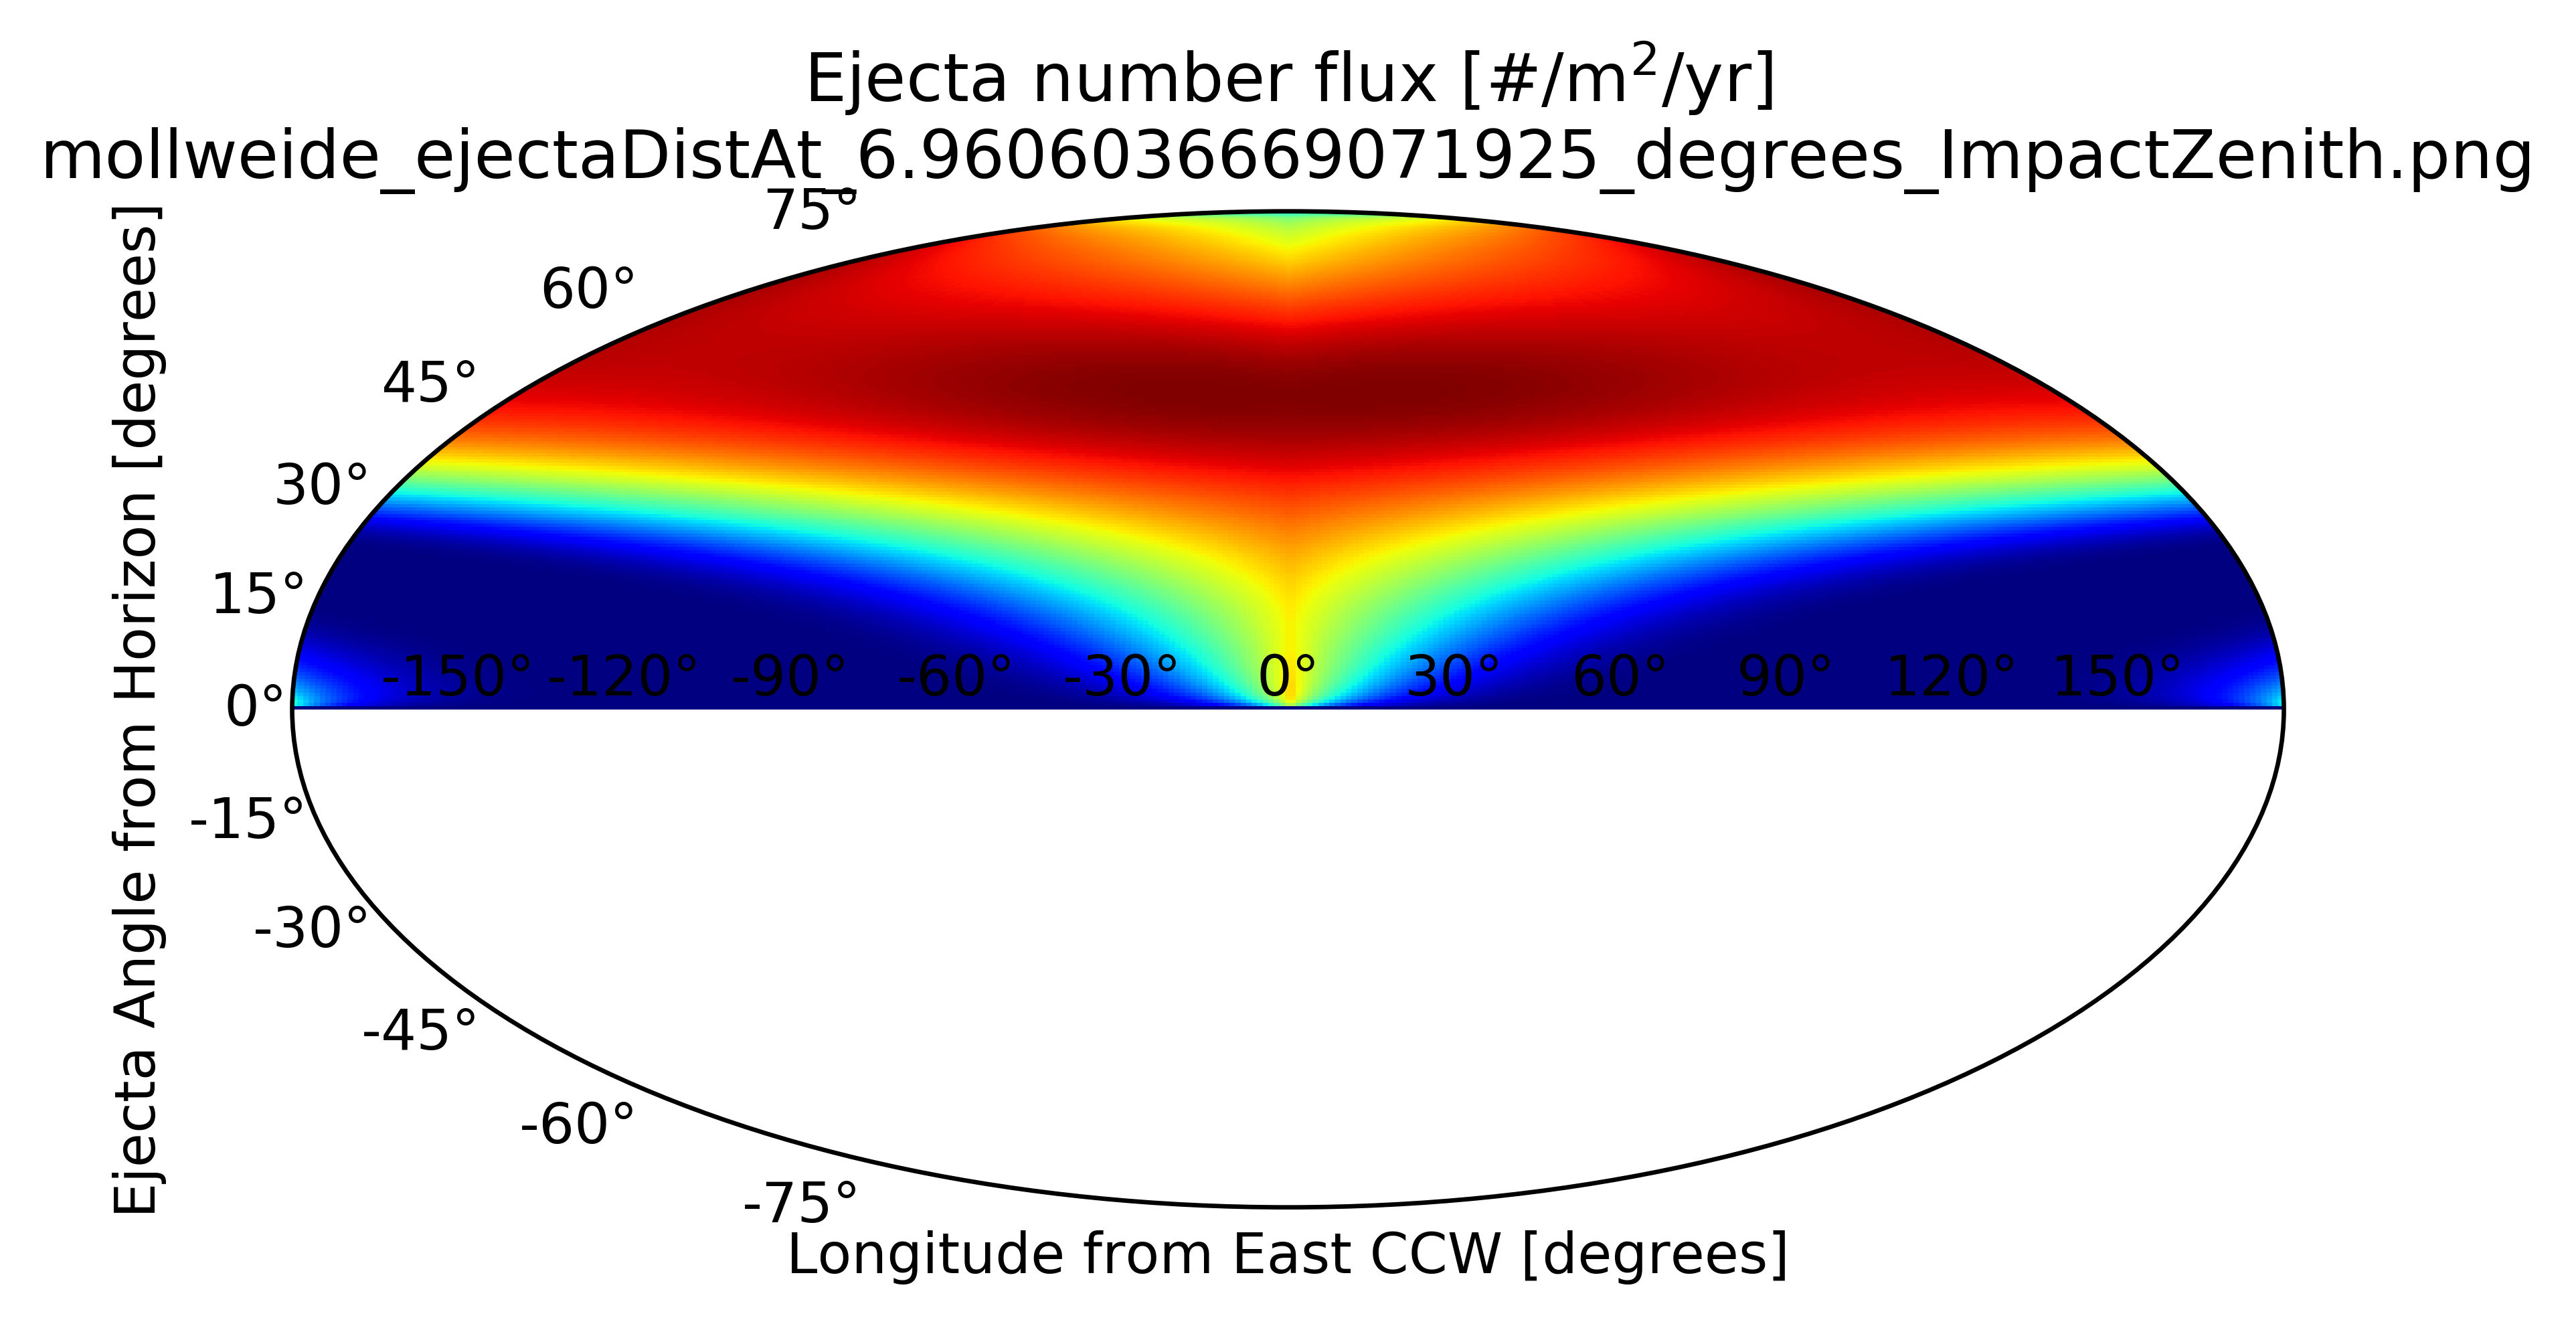 Ejecta number flux [#/m²/yr]
mollweide_ejectaDistAt_6.9606036669071925_degrees_ImpactZenith.png
Ejecta Angle from Horizon [degrees]
75°
60°
45°
30°
15°
0°
-15°
-30°
-45°
-60°
-75°
-150° -120° -90° -60° -30° 0° 30° 60° 90° 120° 150°
Longitude from East CCW [degrees]